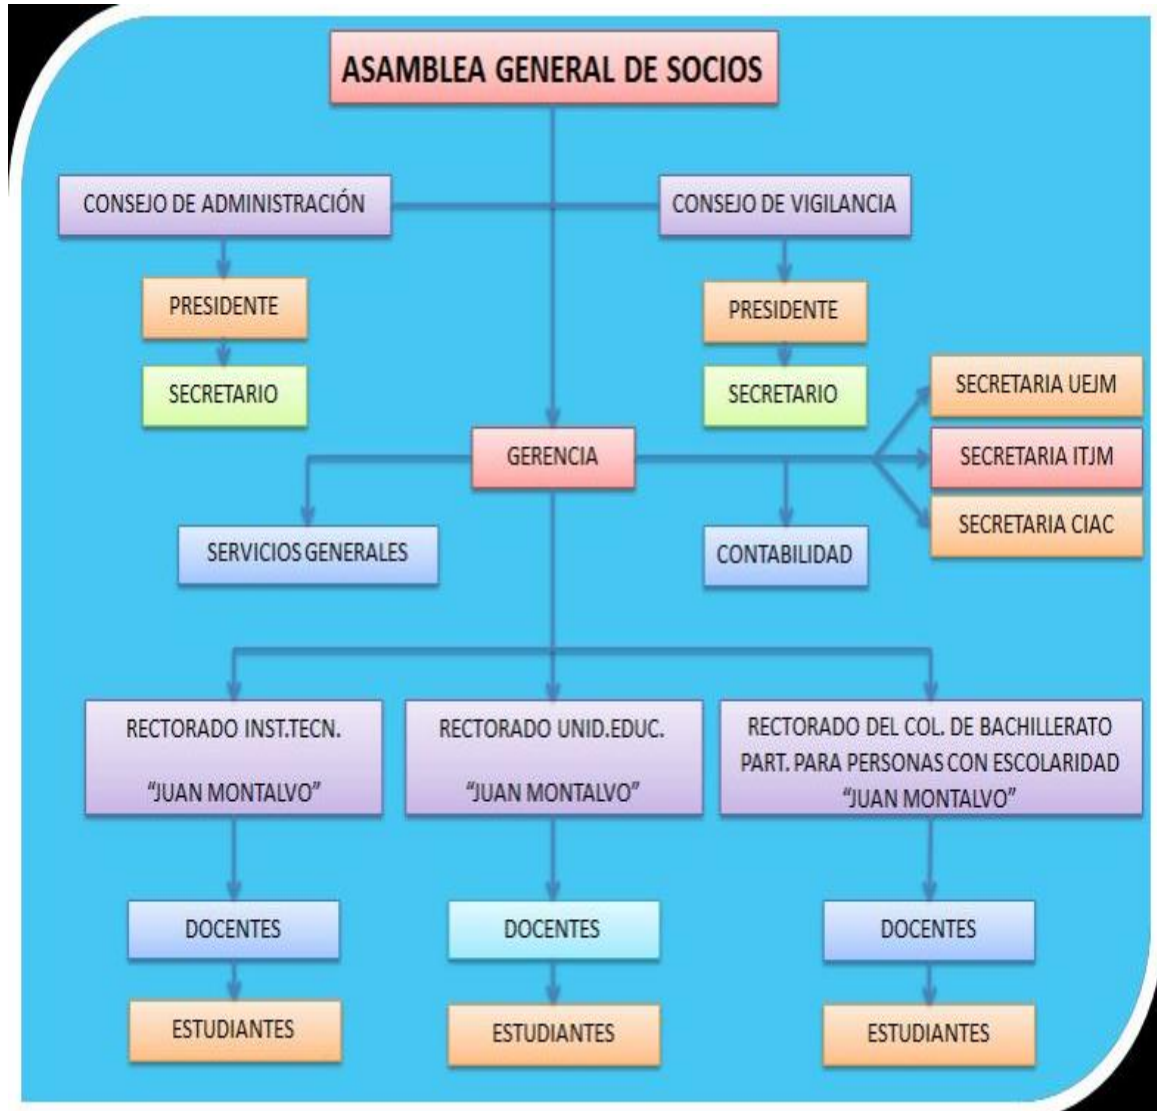 ASAMBLEA GENERAL DE SOCIOS
CONSEJO DE ADMINISTRACIÓN
CONSEJO DE VIGILANCIA
PRESIDENTE
PRESIDENTE
SECRETARIO
SECRETARIO
SECRETARIA UEJM
GERENCIA
SECRETARIA ITJM
SECRETARIA CIAC
SERVICIOS GENERALES
CONTABILIDAD
RECTORADO INST.TECN.
“JUAN MONTALVO”
RECTORADO UNID.EDUC.
“JUAN MONTALVO”
RECTORADO DEL COL. DE BACHILLERATO
PART. PARA PERSONAS CON ESCOLARIDAD
“JUAN MONTALVO”
DOCENTES
DOCENTES
DOCENTES
ESTUDIANTES
ESTUDIANTES
ESTUDIANTES